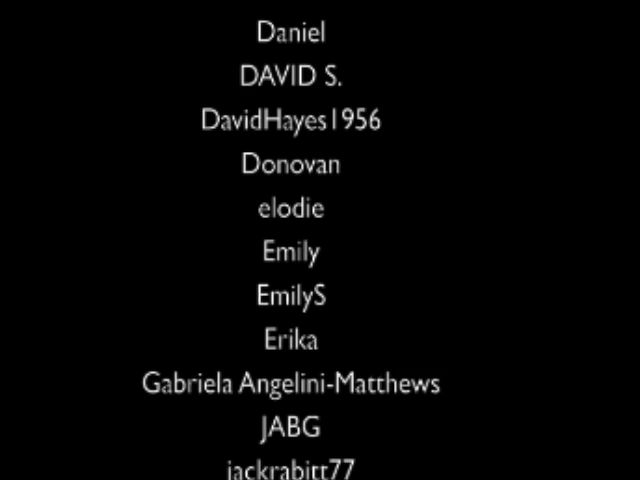 Daniel
DAVID S.
DavidHayes1956
Donovan
elodie
Emily
EmilyS
Erika
Gabriela Angelini-Matthews
JABG
jackrabitt77